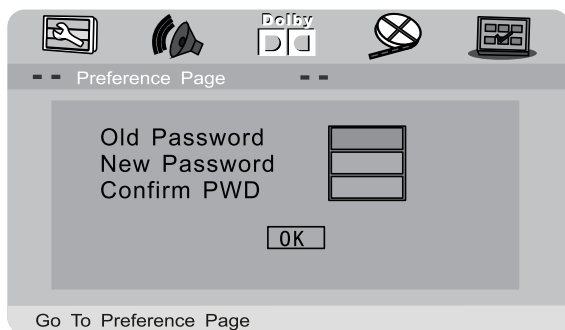 Dolby
-- Preference Page --
Old Password
New Password
Confirm PWD
OK
Go To Preference Page